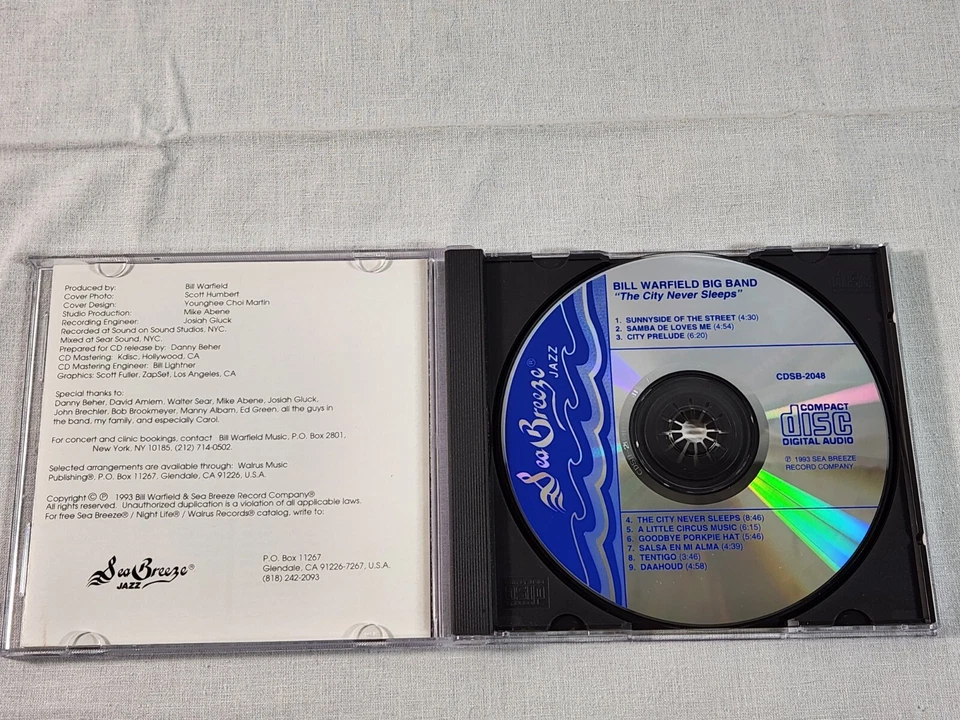 Produced by: Bill Warfield
Cover Photo: Scott Humbert
Cover Design: Younghee Choi Martin
Studio Production: Mike Abene
Recording Engineer: Josiah Gluck
Recorded at Sound on Sound Studios, NYC.
Mixed at Sear Sound, NYC.
Prepared for CD release by: Danny Beher
CD Mastering: Kdisc, Hollywood, CA
CD Mastering Engineer: Bill Lightner
Graphics: Scott Fuller, ZapSet, Los Angeles, CA
Special thanks to:
Danny Beher, David Amlem, Walter Sear, Mike Abene, Josiah Gluck,
John Brechler, Bob Brookmeyer, Manny Albam, Ed Green, all the guys in
the band, my family, and especially Carol.
For concert and clinic bookings, contact Bill Warfield Music, P.O. Box 2801,
New York, NY 10185, (212) 714-0502.
Selected arrangements are available through: Walrus Music
Publishing®, P.O. Box 11267, Glendale, CA 91226, U.S.A.
Copyright © ℗ 1993 Bill Warfield & Sea Breeze Record Company®
All rights reserved. Unauthorized duplication is a violation of all applicable laws.
For free Sea Breeze® / Night Life® / Walrus Records® catalog, write to:
Sea Breeze®
JAZZ
P.O. Box 11267
Glendale, CA 91226-7267, U.S.A.
(818) 242-2093
Sea Breeze®
JAZZ
BILL WARFIELD BIG BAND
"The City Never Sleeps"
1. SUNNYSIDE OF THE STREET (4:30)
2. SAMBA DE LOVES ME (4:54)
3. CITY PRELUDE (6:20)
CDSB-2048
COMPACT
disc
DIGITAL AUDIO
℗ 1993 SEA BREEZE
RECORD COMPANY
4. THE CITY NEVER SLEEPS (8:46)
5. A LITTLE CIRCUS MUSIC (6:15)
6. GOODBYE PORKPIE HAT (5:46)
7. SALSA EN MI ALMA (4:39)
8. TENTIGO (3:46)
9. DAAHOUD (4:58)